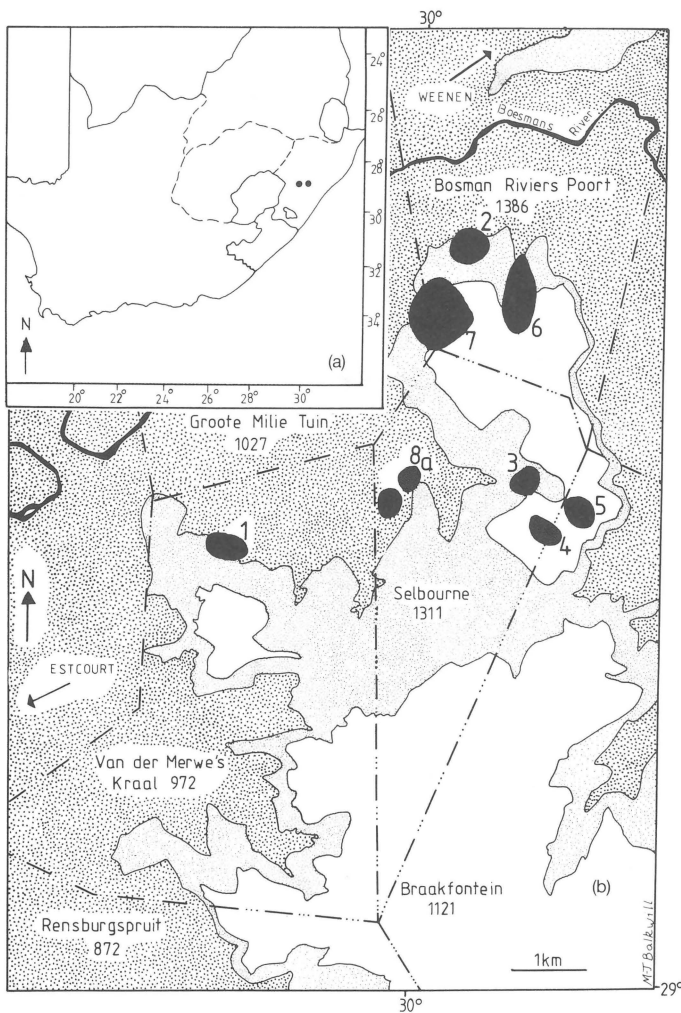 30°
24°
26°
28°
30°
32°
34°
N
(a)
20°
22°
24°
26°
28°
30°
WEENEN
Boesmans River
Bosman Riviers Poort
1386
2
7
6
Groote Milie Tuin
1027
8a
3
5
1
4
N
Selbourne
1311
ESTCOURT
Van der Merwe's
Kraal 972
Braakfontein
1121
(b)
Rensburgspruit
872
1km
M-J Balkwill
30°
29°